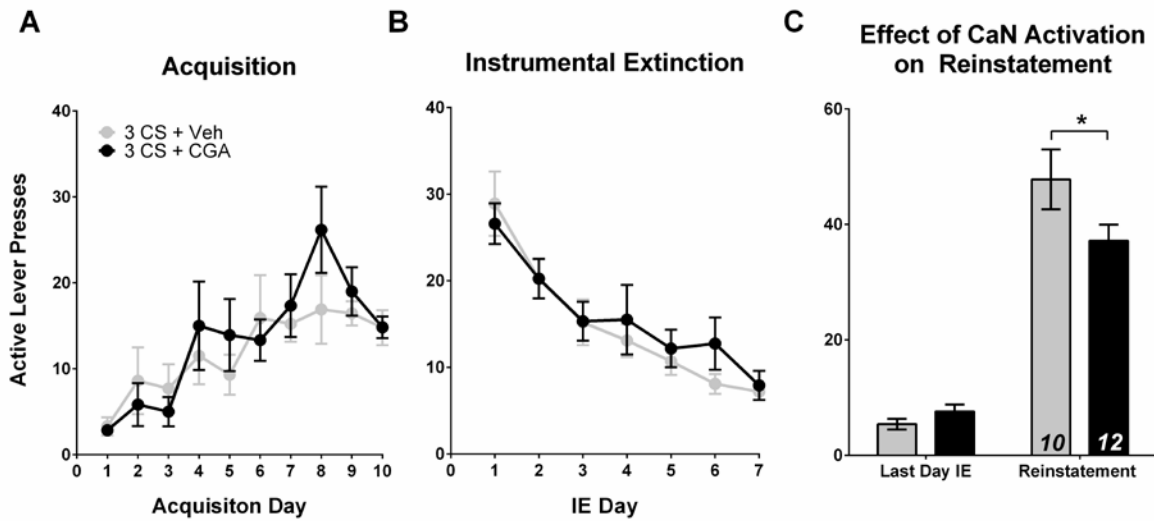 A
Acquisition
Active Lever Presses
40
30
20
10
0
3 CS + Veh
3 CS + CGA
0 1 2 3 4 5 6 7 8 9 10
Acquisiton Day
B
Instrumental Extinction
40
30
20
10
0
0 1 2 3 4 5 6 7
IE Day
C
Effect of CaN Activation
on Reinstatement
60
40
20
0
*
10 12
Last Day IE Reinstatement